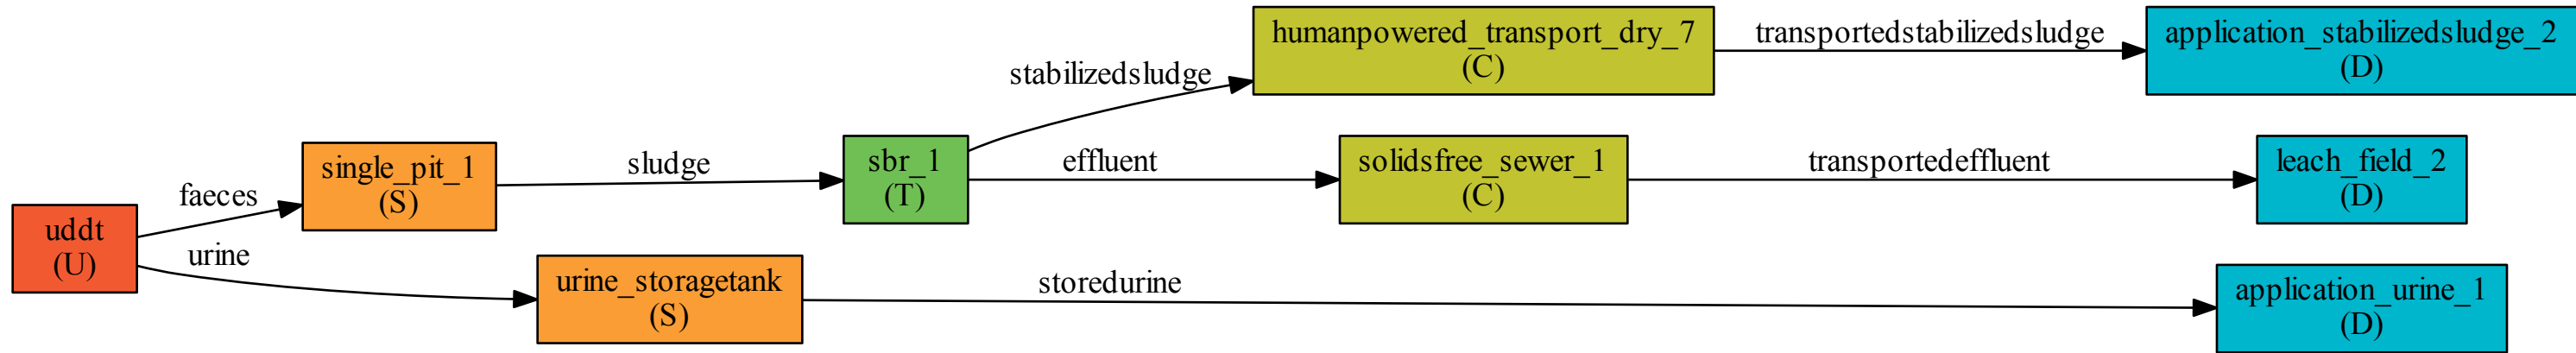 uddt
(U)
faeces
urine
single_pit_1
(S)
urine_storagetank
(S)
sludge
storedurine
sbr_1
(T)
stabilizedsludge
effluent
humanpowered_transport_dry_7
(C)
solidsfree_sewer_1
(C)
transportedstabilizedsludge
transportedeffluent
application_stabilizedsludge_2
(D)
leach_field_2
(D)
application_urine_1
(D)